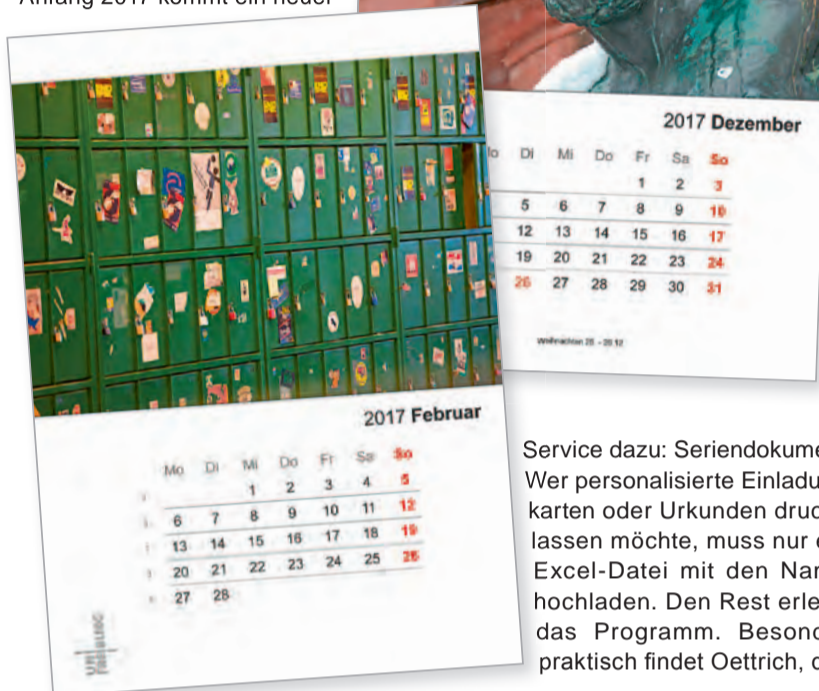 Anfang 2017 kommt ein neuer
2017 Dezember
Di Mi Do Fr Sa So
1 2 3
5 6 7 8 9 10
12 13 14 15 16 17
19 20 21 22 23 24
26 27 28 29 30 31
2017 Februar
Mo Di Mi Do Fr Sa So
1 2 3 4 5
6 7 8 9 10 11 12
13 14 15 16 17 18 19
20 21 22 23 24 25 26
27 28
UNI
FREIBURG
Service dazu: Seriendokume
Wer personalisierte Einladu
karten oder Urkunden druc
lassen möchte, muss nur e
Excel-Datei mit den Nar
hochladen. Den Rest erle
das Programm. Besond
praktisch findet Oettrich, d